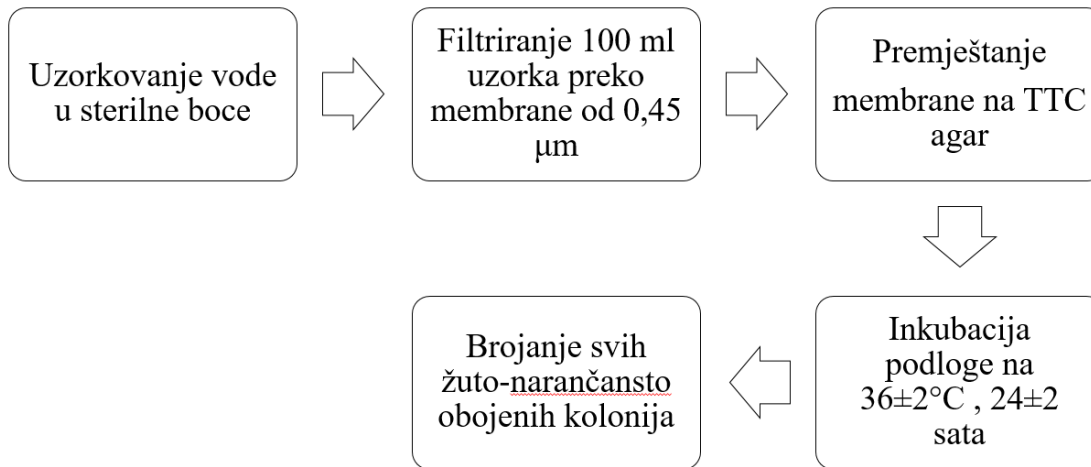 Uzorkovanje vode
u sterilne boce
Filtriranje 100 ml
uzorka preko
membrane od 0,45
μm
Premještanje
membrane na TTC
agar
Inkubacija
podloge na
36±2°C , 24±2
sata
Brojanje svih
žuto-narančansto
obojenih kolonija